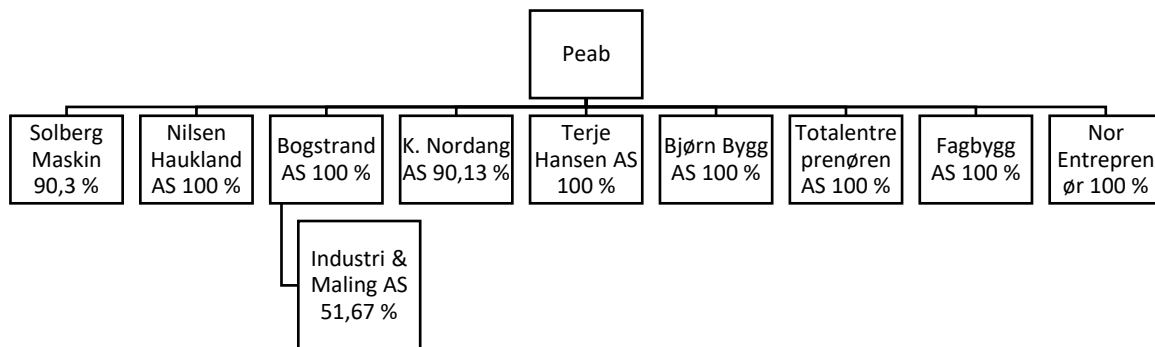 Peab
Solberg
Maskin
90,3 %
Nilsen
Haukland
AS 100 %
Bogstrand
AS 100 %
K. Nordang
AS 90,13 %
Terje
Hansen AS
100 %
Bjørn Bygg
AS 100 %
Totalentre
prenøren
AS 100 %
Fagbygg
AS 100 %
Nor
Entrepren
ør 100 %
Industri &
Maling AS
51,67 %